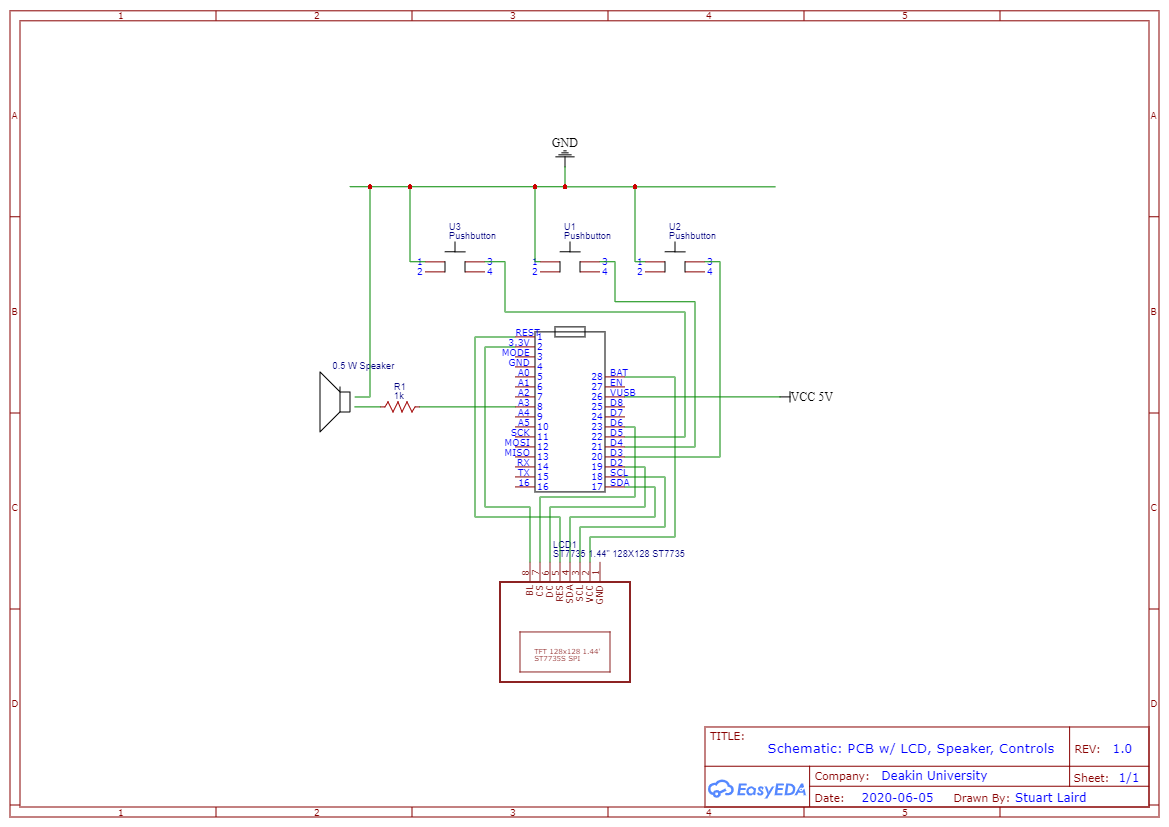 1 2 3 4 5
A A
GND
U3
Pushbutton
U1
Pushbutton
U2
Pushbutton
1 3 1 3 1 3
2 4 2 4 2 4
B B
REST 1
3.3V 2
MODE 3
GND 4
A0 5 28 BAT
A1 6 27 EN
A2 7 26 VUSB
A3 8 25 D8
A4 9 24 D7
A5 10 23 D6
SCK 11 22 D5
MOSI 12 21 D4
MISO 13 20 D3
RX 14 19 D2
TX 15 18 SCL
16 16 17 SDA
0.5 W Speaker
R1
1k
VCC 5V
C C
LCD1
ST7735 1.44" 128X128 ST7735
8 7 6 5 4 3 2 1
BL CS DC RES SDA SCL VCC GND
TFT 128x128 1.44'
ST7735S SPI
D D
TITLE:
Schematic: PCB w/ LCD, Speaker, Controls
REV: 1.0
EasyEDA
Company: Deakin University
Sheet: 1/1
Date: 2020-06-05 Drawn By: Stuart Laird
1 2 3 4 5